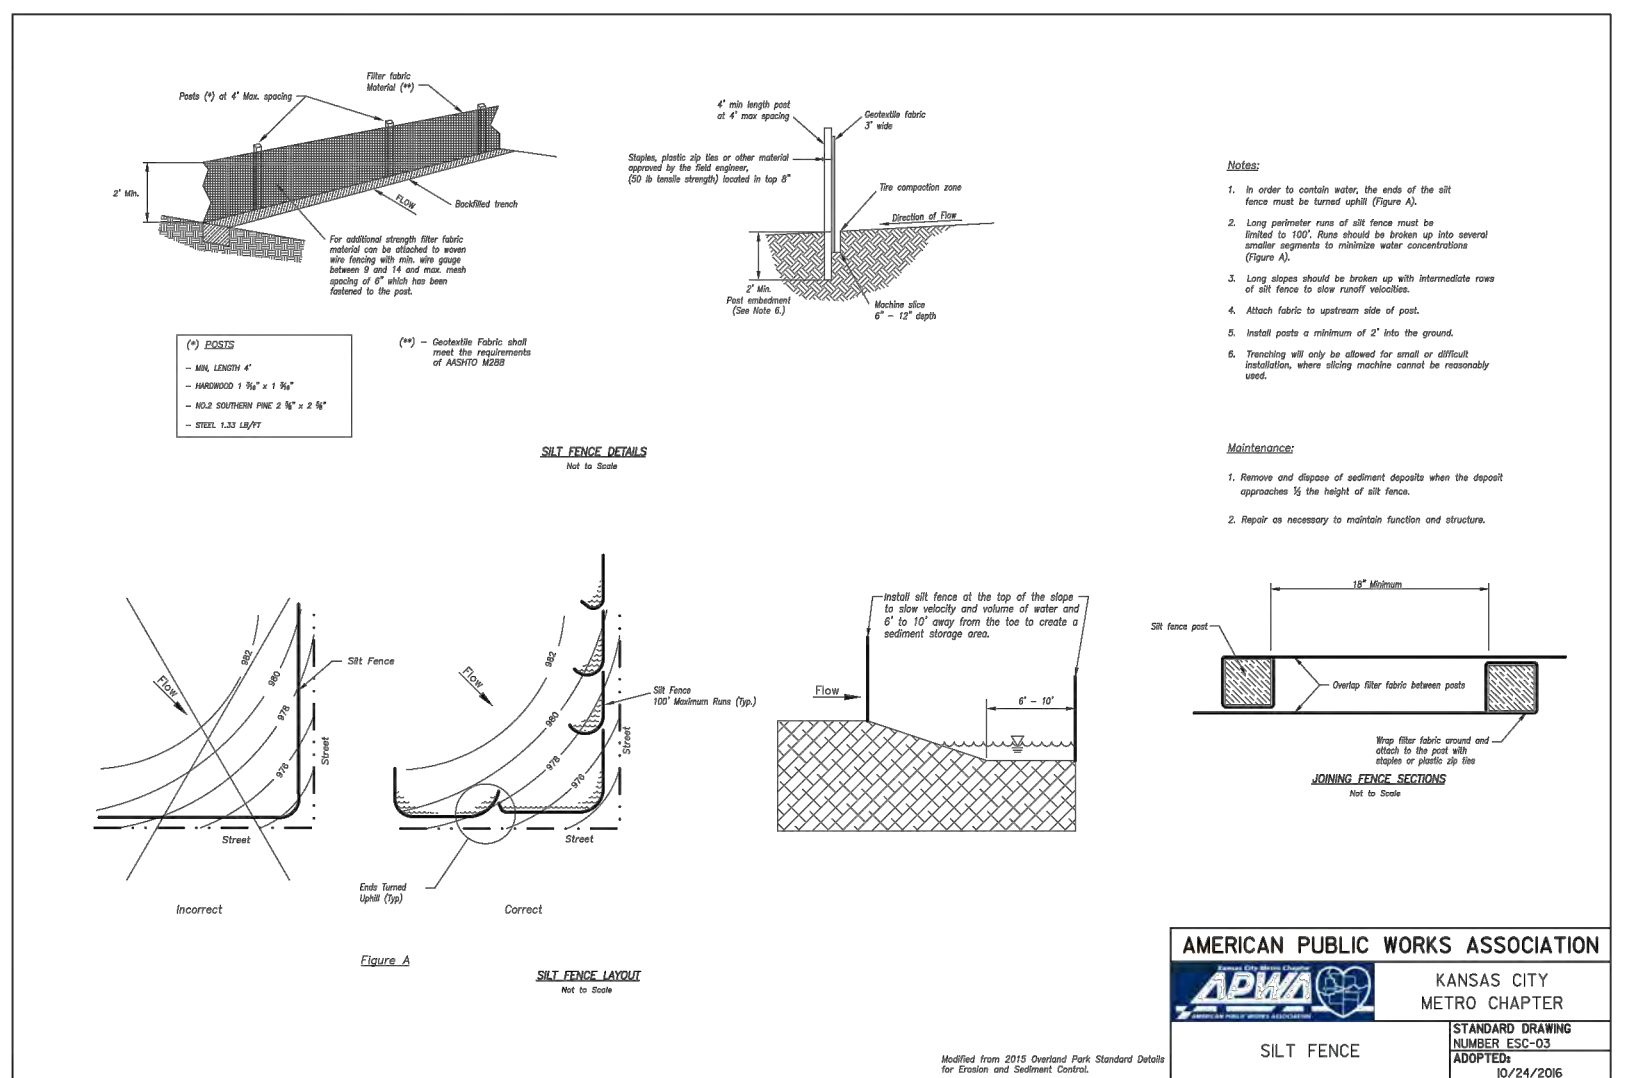 Filter fabric
Material (**)
Posts (*) at 4' Max. spacing
2' Min.
FLOW
Backfilled trench
For additional strength filter fabric
material can be attached to woven
wire fencing with min. wire gauge
between 9 and 14 and max. mesh
spacing of 6" which has been
fastened to the post.
(*) POSTS
- MIN, LENGTH 4'
- HARDWOOD 1 3/16" x 1 3/16"
- NO.2 SOUTHERN PINE 2 5/8" x 2 5/8"
- STEEL 1.33 LB/FT
(**) - Geotextile Fabric shall
meet the requirements
of AASHTO M288
4' min length post
at 4' max spacing
Geotextile fabric
3' wide
Staples, plastic zip ties or other material
approved by the field engineer,
(50 lb tensile strength) located in top 8"
Tire compaction zone
Direction of Flow
2' Min.
Post embedment
(See Note 6.)
Machine slice
6" - 12" depth
SILT FENCE DETAILS
Not to Scale
Notes:
1. In order to contain water, the ends of the silt
fence must be turned uphill (Figure A).
2. Long perimeter runs of silt fence must be
limited to 100'. Runs should be broken up into several
smaller segments to minimize water concentrations
(Figure A).
3. Long slopes should be broken up with intermediate rows
of silt fence to slow runoff velocities.
4. Attach fabric to upstream side of post.
5. Install posts a minimum of 2' into the ground.
6. Trenching will only be allowed for small or difficult
installation, where slicing machine cannot be reasonably
used.
Maintenance:
1. Remove and dispose of sediment deposits when the deposit
approaches 1/3 the height of silt fence.
2. Repair as necessary to maintain function and structure.
Flow
982
980
978
976
Silt Fence
Street
Street
Incorrect
Flow
982
980
978
976
Silt Fence
100' Maximum Runs (Typ.)
Street
Street
Ends Turned
Uphill (Typ)
Correct
Figure A
SILT FENCE LAYOUT
Not to Scale
Install silt fence at the top of the slope
to slow velocity and volume of water and
6' to 10' away from the toe to create a
sediment storage area.
Flow
6' - 10'
18" Minimum
Silt fence post
Overlap filter fabric between posts
Wrap filter fabric around and
attach to the post with
staples or plastic zip ties
JOINING FENCE SECTIONS
Not to Scale
Modified from 2015 Overland Park Standard Details
for Erosion and Sediment Control.
AMERICAN PUBLIC WORKS ASSOCIATION
Kansas City Metro Chapter
APWA
AMERICAN PUBLIC WORKS ASSOCIATION
KANSAS CITY
METRO CHAPTER
SILT FENCE
STANDARD DRAWING
NUMBER ESC-03
ADOPTED:
10/24/2016